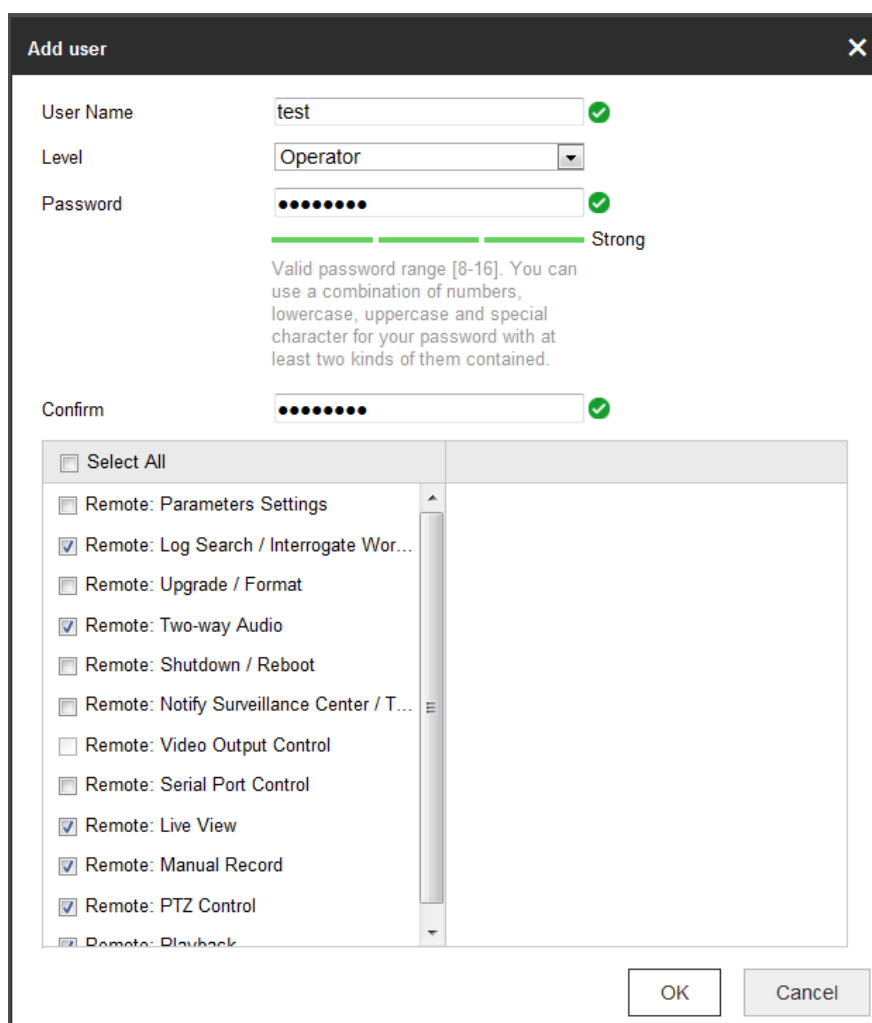 Add user
User Name
test
Level
Operator
Password
Strong
Valid password range [8-16]. You can
use a combination of numbers,
lowercase, uppercase and special
character for your password with at
least two kinds of them contained.
Confirm
Select All
Remote: Parameters Settings
Remote: Log Search / Interrogate Wor...
Remote: Upgrade / Format
Remote: Two-way Audio
Remote: Shutdown / Reboot
Remote: Notify Surveillance Center / T...
Remote: Video Output Control
Remote: Serial Port Control
Remote: Live View
Remote: Manual Record
Remote: PTZ Control
Remote: Playback
OK
Cancel